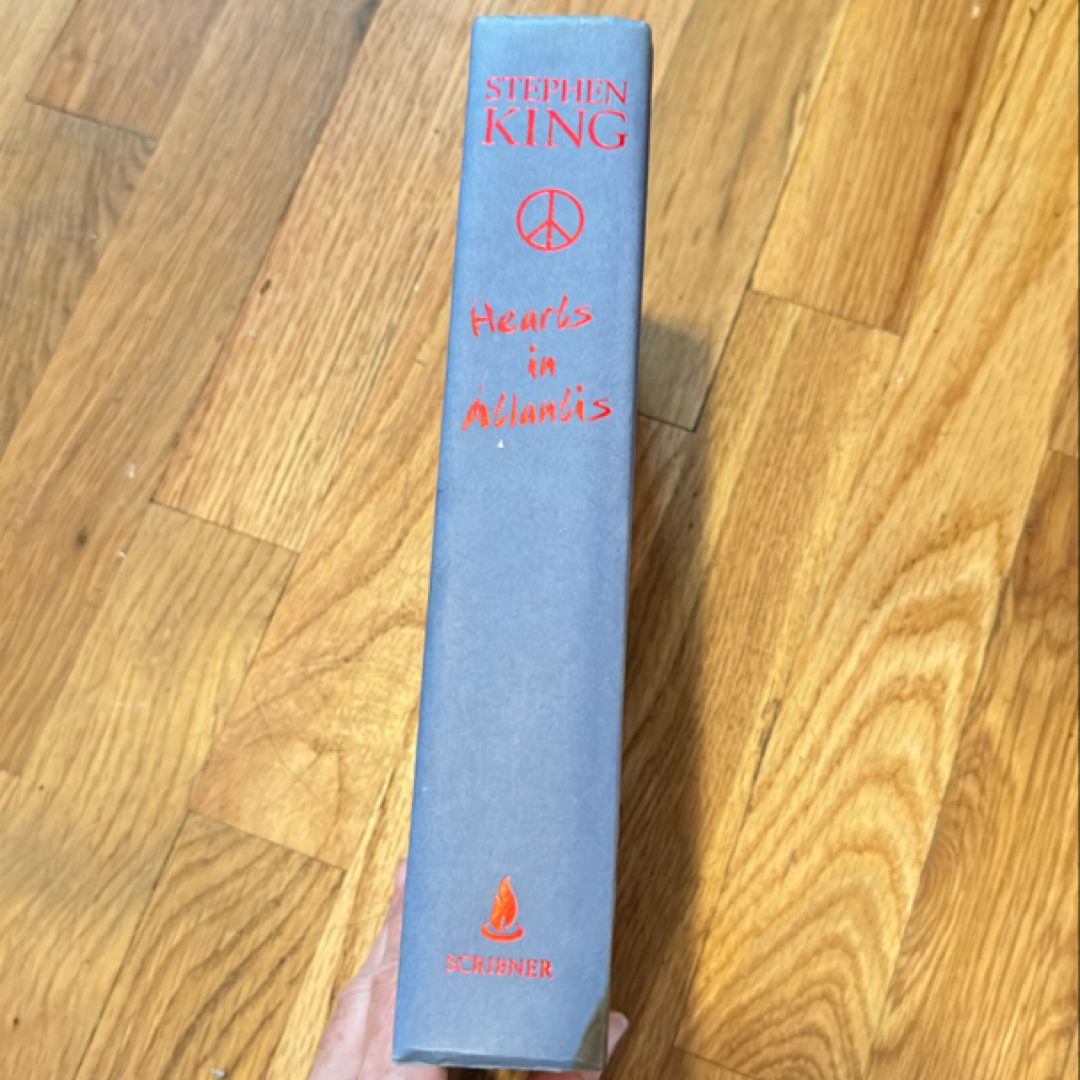 STEPHEN
KING
Hearts
in
Atlantis
SCRIBNER